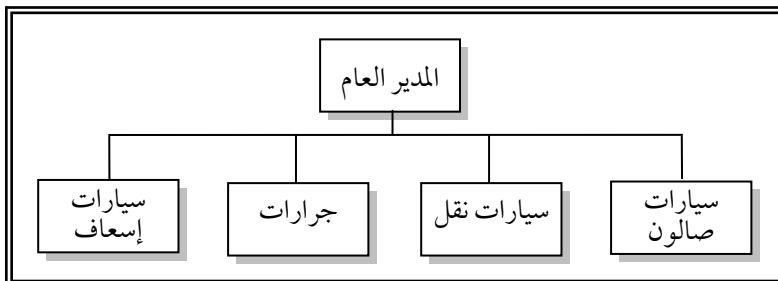 المدير العام
سيارات
صالون
سيارات نقل
جرارات
سيارات
إسعاف